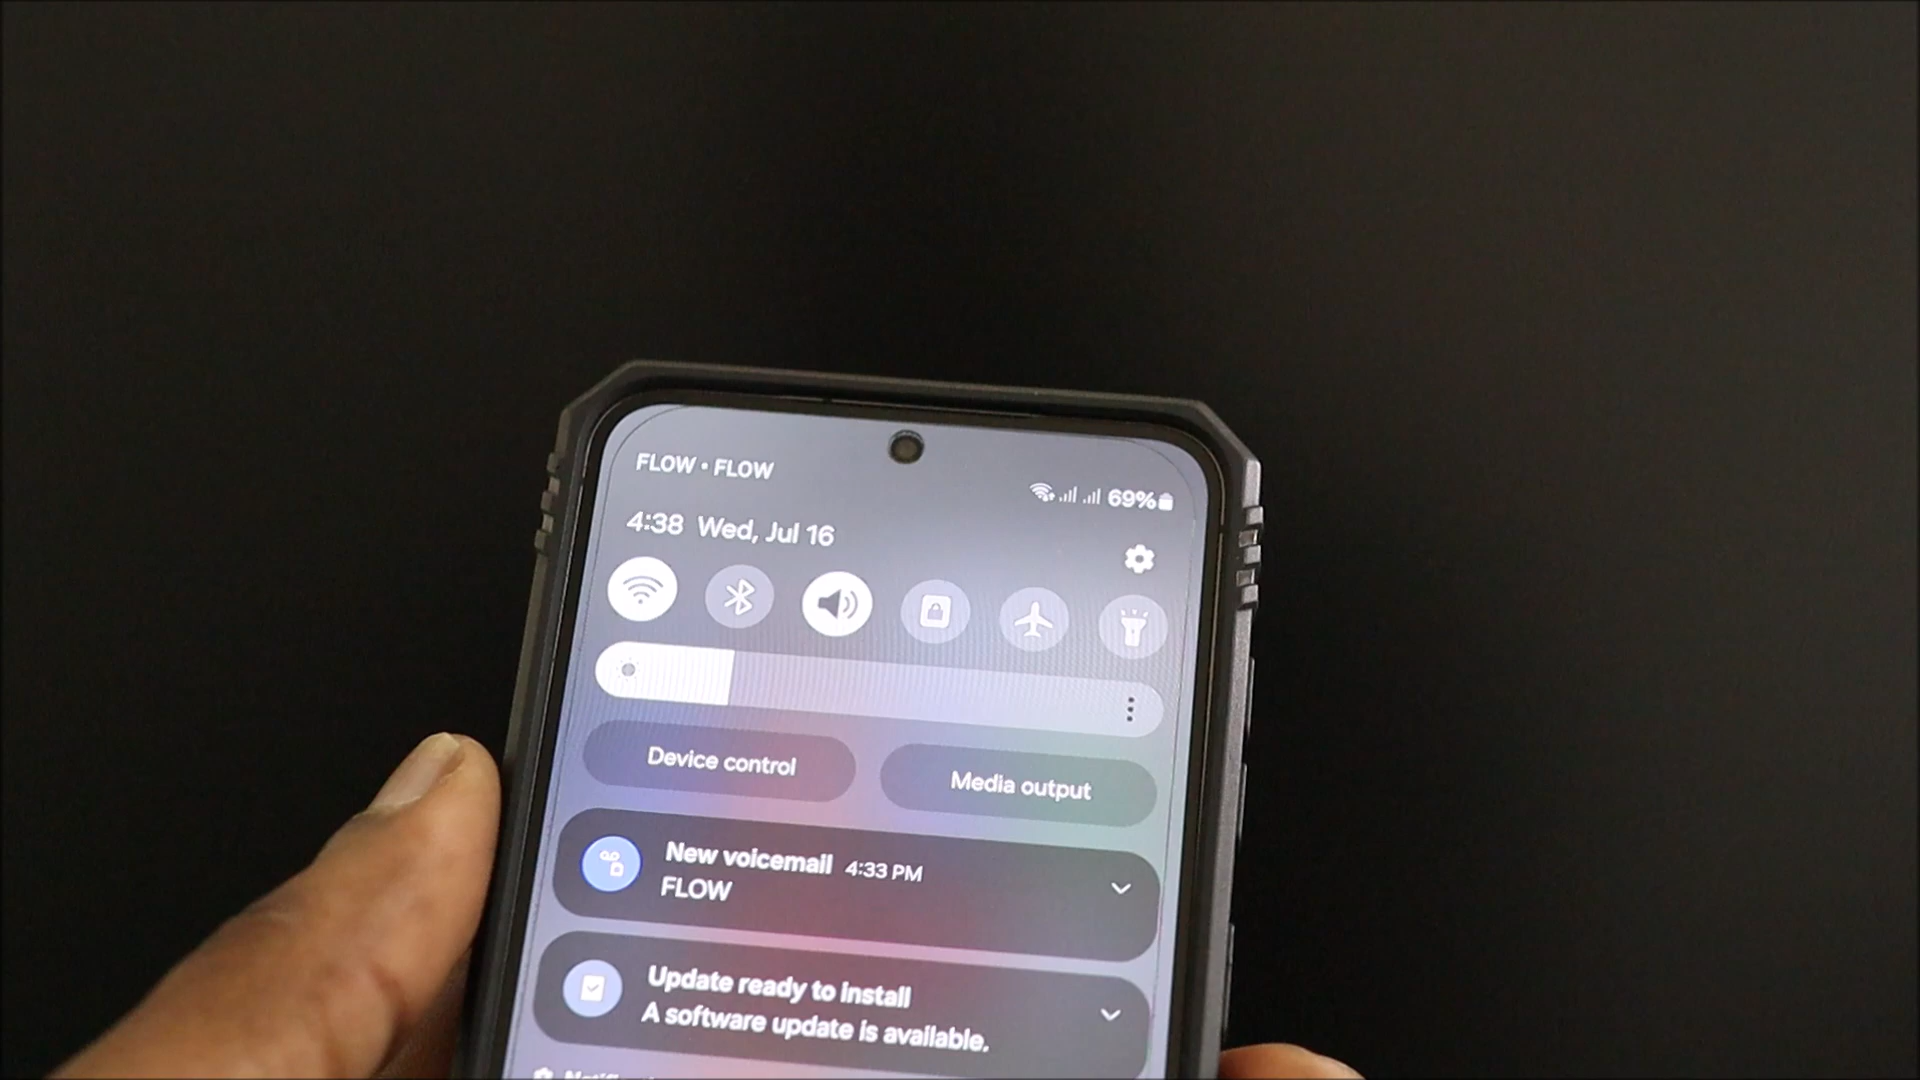 FLOW • FLOW
69%
4:38 Wed, Jul 16
Device control
Media output
New voicemail 4:33 PM
FLOW
Update ready to install
A software update is available.